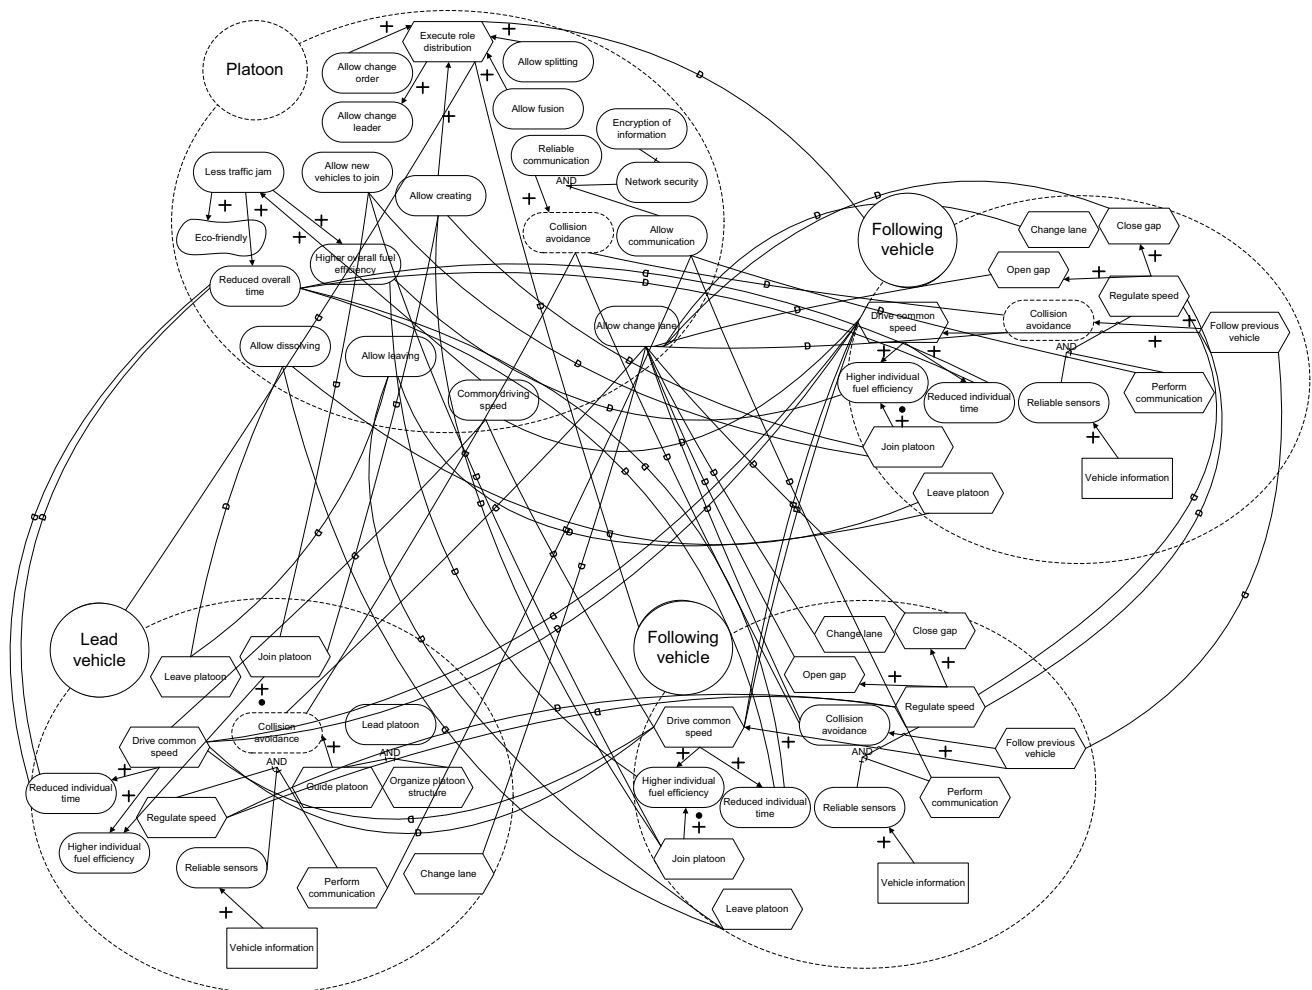 Platoon
Execute role
distribution
Allow change
order
Allow splitting
Allow change
leader
Allow fusion
Encryption of
information
Reliable
communication
AND
Network security
Less traffic jam
Allow new
vehicles to join
Allow creating
Collision
avoidance
Allow
communication
Eco-friendly
Higher overall fuel
efficiency
Reduced overall
time
Allow change lane
Allow dissolving
Allow leaving
Common driving
speed
Following
vehicle
Change lane
Close gap
Open gap
Regulate speed
Drive common
speed
Collision
avoidance
Follow previous
vehicle
AND
Higher individual
fuel efficiency
Reduced individual
time
Reliable sensors
Perform
communication
Join platoon
Vehicle information
Leave platoon
Lead
vehicle
Leave platoon
Join platoon
Drive common
speed
Collision
avoidance
Lead platoon
AND
AND
Reduced individual
time
Guide platoon
Organize platoon
structure
Regulate speed
Higher individual
fuel efficiency
Reliable sensors
Perform
communication
Change lane
Vehicle information
Following
vehicle
Change lane
Close gap
Open gap
Regulate speed
Drive common
speed
Collision
avoidance
Follow previous
vehicle
AND
Higher individual
fuel efficiency
Reduced individual
time
Reliable sensors
Perform
communication
Join platoon
Vehicle information
Leave platoon